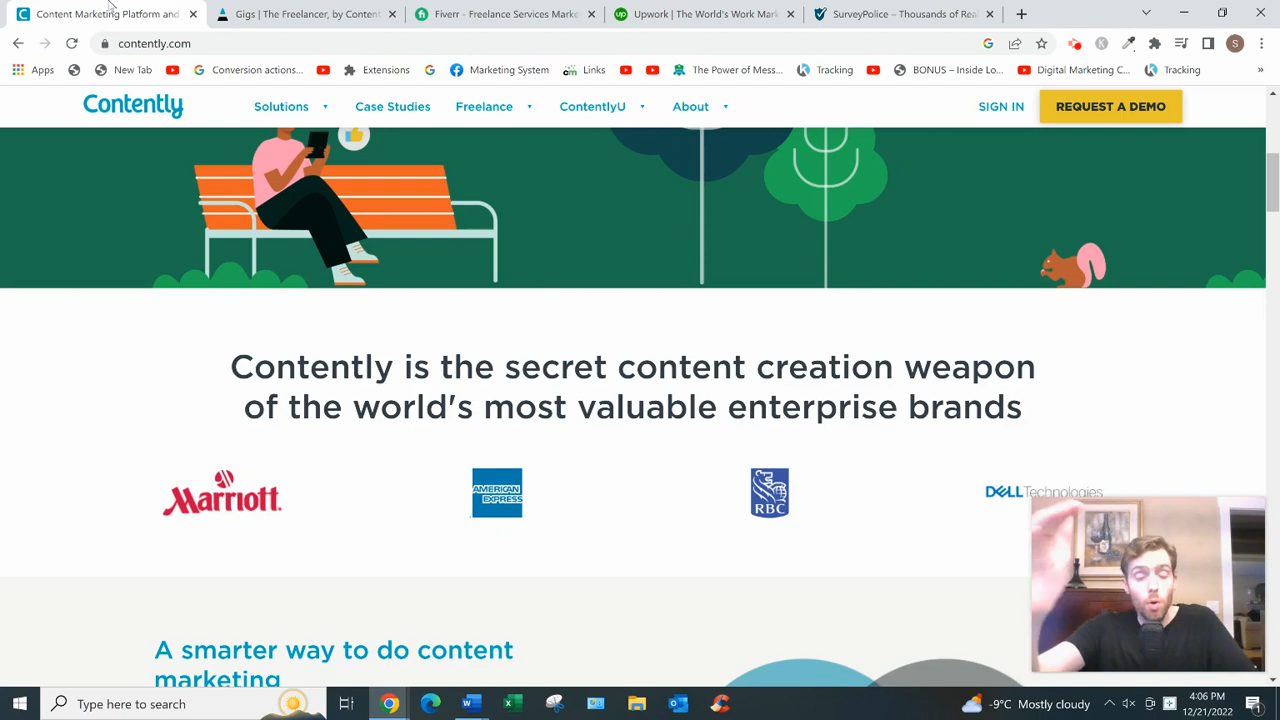 Content Marketing Platform and
Gigs | The Freelancer, by Content
Fiverr - Freelance Services Marke
Upwork | The World's Work Mark
SurveyPolice – Thousands of Rea
contently.com
S
Apps
New Tab
Conversion actions...
Extensions
Marketing System
Links
The Power of Mess...
Tracking
BONUS – Inside Lo...
Digital Marketing C...
Tracking
»
Contently
Solutions
Case Studies
Freelance
ContentlyU
About
SIGN IN
REQUEST A DEMO
Contently is the secret content creation weapon
of the world's most valuable enterprise brands
Marriott
AMERICAN
EXPRESS
RBC
DELL Technologies
A smarter way to do content
marketing
Type here to search
-9°C Mostly cloudy
4:06 PM
12/21/2022